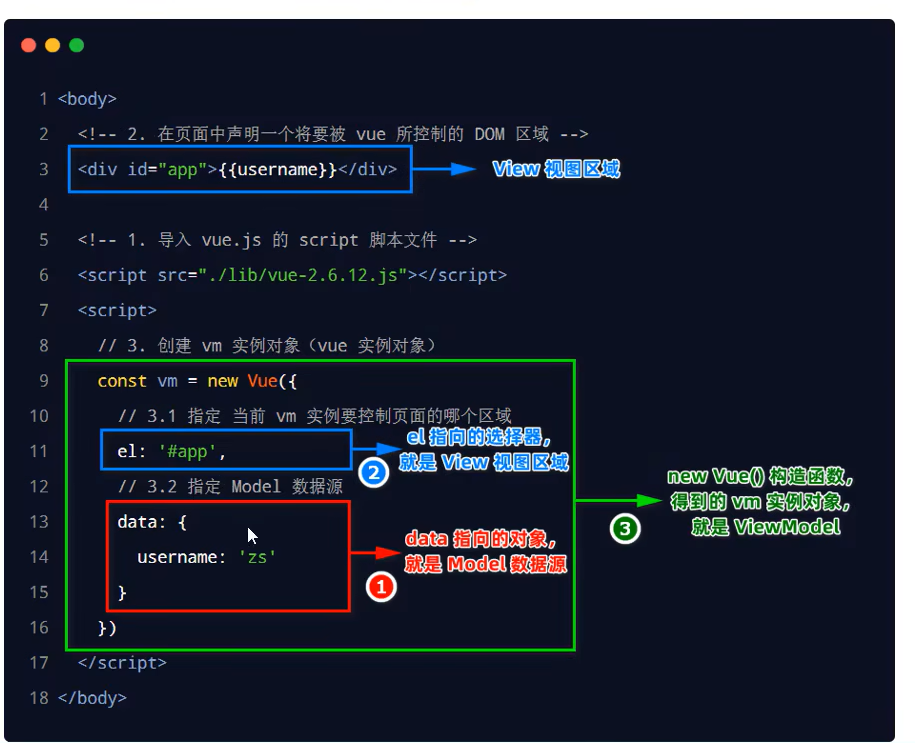 1 <body>
2 <!-- 2. 在页面中声明一个将要被 vue 所控制的 DOM 区域 -->
3 <div id="app">{{username}}</div>
View 视图区域
4
5 <!-- 1. 导入 vue.js 的 script 脚本文件 -->
6 <script src="./lib/vue-2.6.12.js"></script>
7 <script>
8 // 3. 创建 vm 实例对象（vue 实例对象）
9 const vm = new Vue({
10 // 3.1 指定 当前 vm 实例要控制页面的哪个区域
11 el: '#app',
2
el 指向的选择器，
就是 View 视图区域
12 // 3.2 指定 Model 数据源
13 data: {
14 username: 'zs'
15 }
1
data 指向的对象，
就是 Model 数据源
3
new Vue() 构造函数，
得到的 vm 实例对象，
就是 ViewModel
16 })
17 </script>
18 </body>